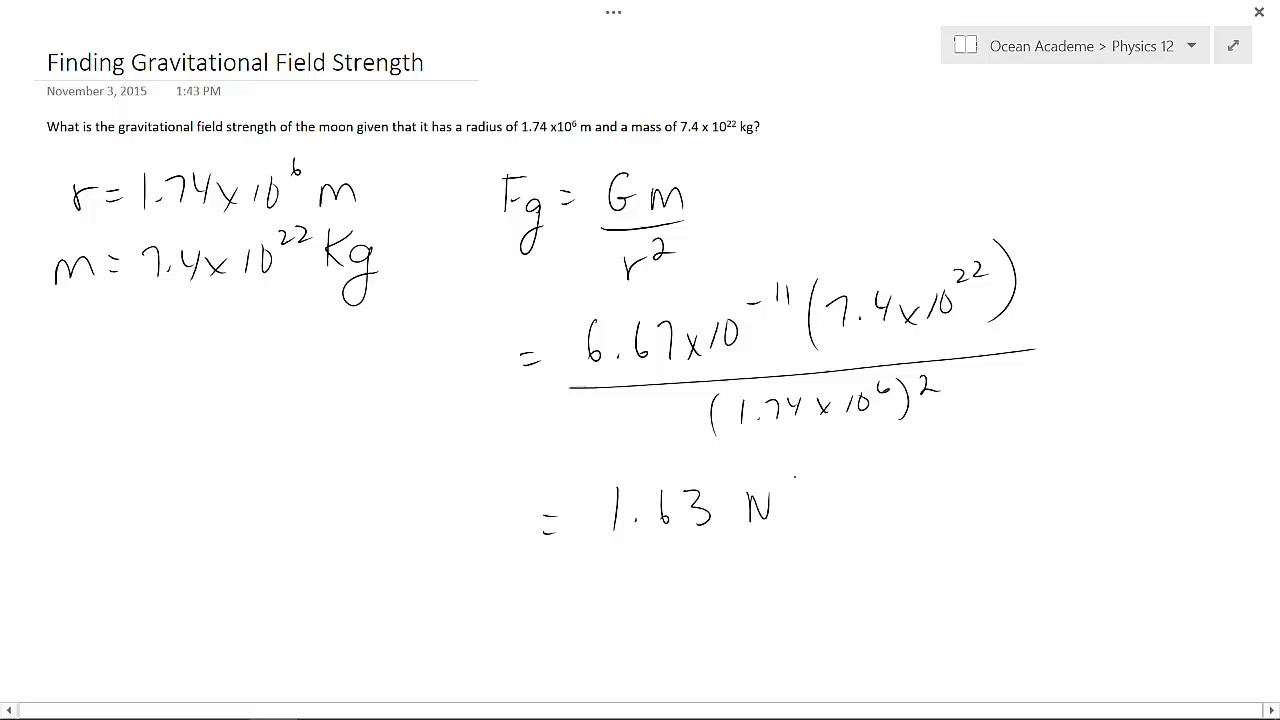 Ocean Academe > Physics 12
Finding Gravitational Field Strength
November 3, 2015 1:43 PM
What is the gravitational field strength of the moon given that it has a radius of 1.74 x10⁶ m and a mass of 7.4 x 10²² kg?
r = 1.74 x 10⁶ m
m = 7.4 x 10²² Kg
Fg = Gm
r²
= 6.67 x 10⁻¹¹ (7.4 x 10²²)
(1.74 x 10⁶)²
= 1.63 N